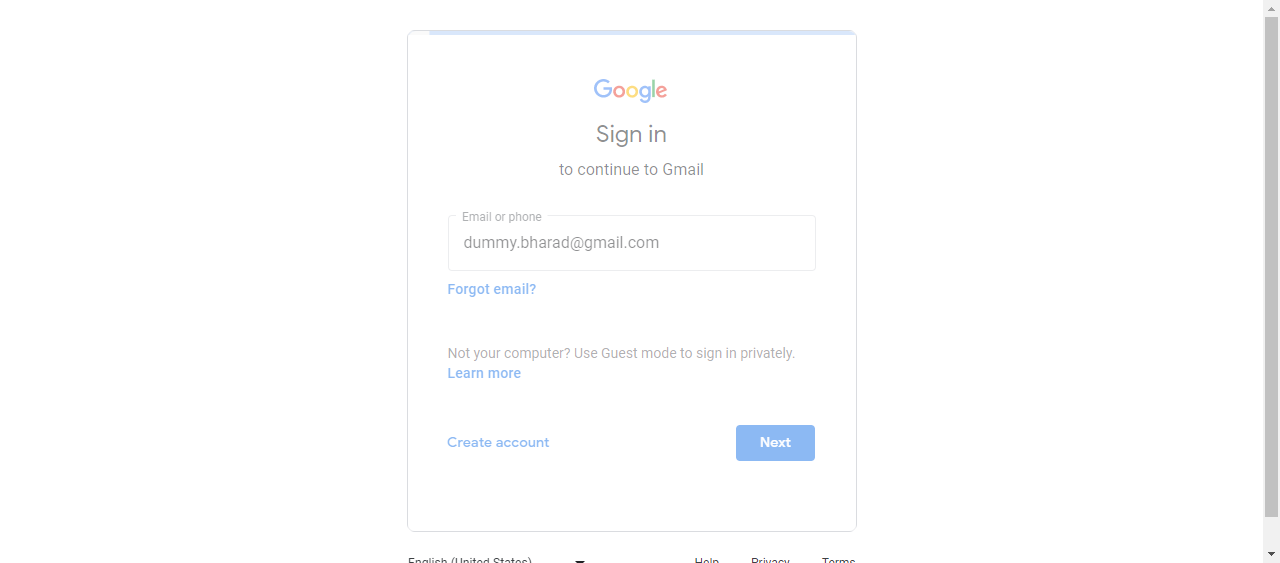 Google
Sign in
to continue to Gmail
Email or phone
dummy.bharad@gmail.com
Forgot email?
Not your computer? Use Guest mode to sign in privately.
Learn more
Create account
Next
English (United States)
Help
Privacy
Terms